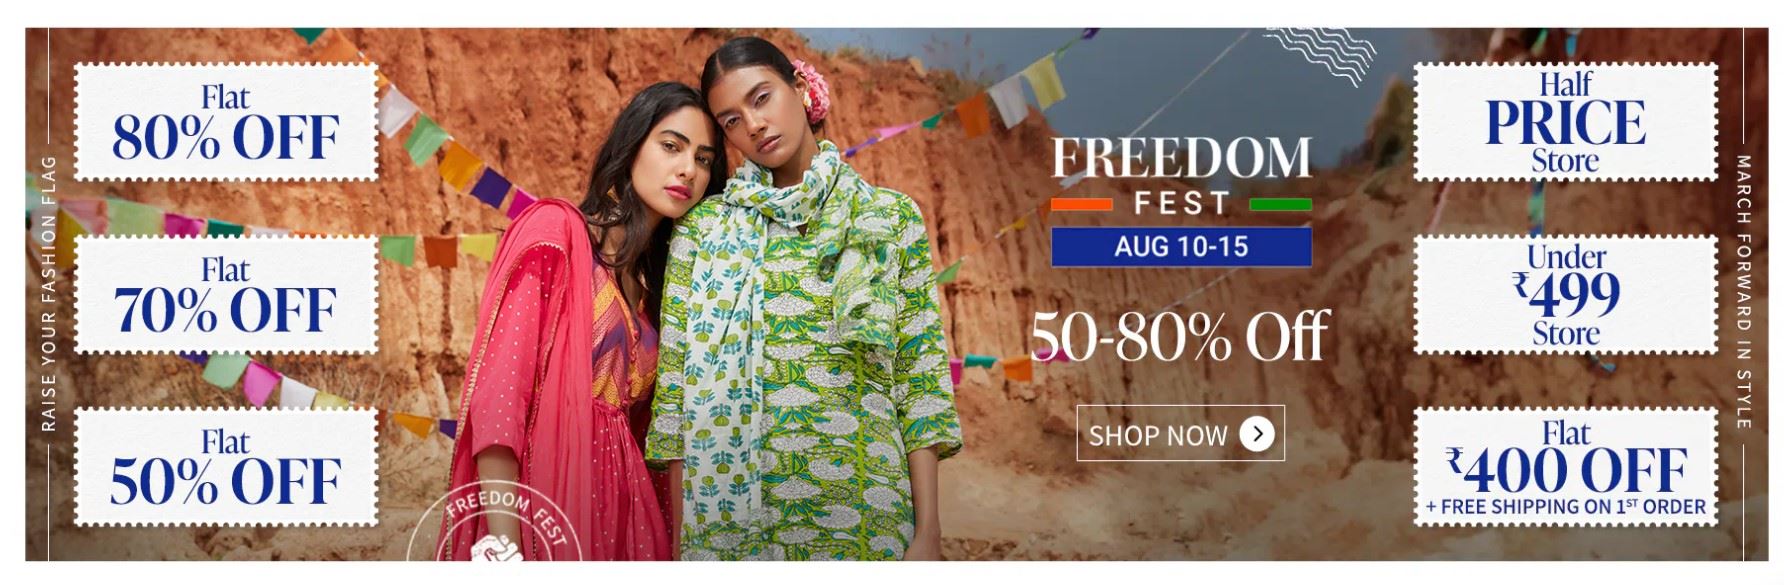 RAISE YOUR FASHION FLAG
Flat
80% OFF
Flat
70% OFF
Flat
50% OFF
FREEDOM FEST
FREEDOM
FEST
AUG 10-15
50-80% Off
SHOP NOW
Half
PRICE
Store
Under
₹499
Store
Flat
₹400 OFF
+ FREE SHIPPING ON 1ST ORDER
MARCH FORWARD IN STYLE